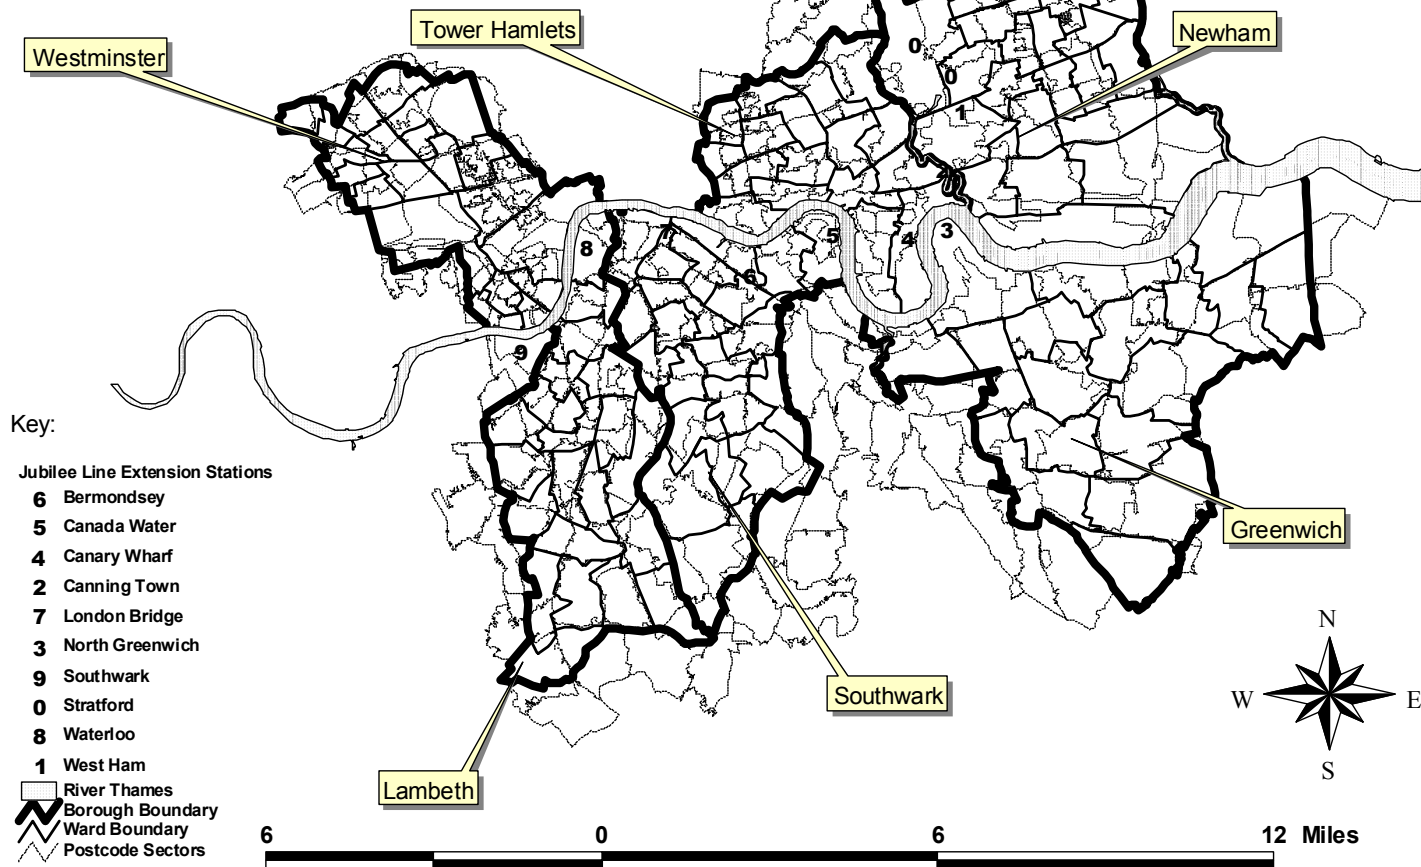 Westminster
Tower Hamlets
Newham
0
0
1
2
8
7
5
4
3
6
9
Greenwich
Southwark
Lambeth
N
W E
S
Key:
Jubilee Line Extension Stations
6 Bermondsey
5 Canada Water
4 Canary Wharf
2 Canning Town
7 London Bridge
3 North Greenwich
9 Southwark
0 Stratford
8 Waterloo
1 West Ham
River Thames
Borough Boundary
Ward Boundary
Postcode Sectors
6 0 6 12 Miles